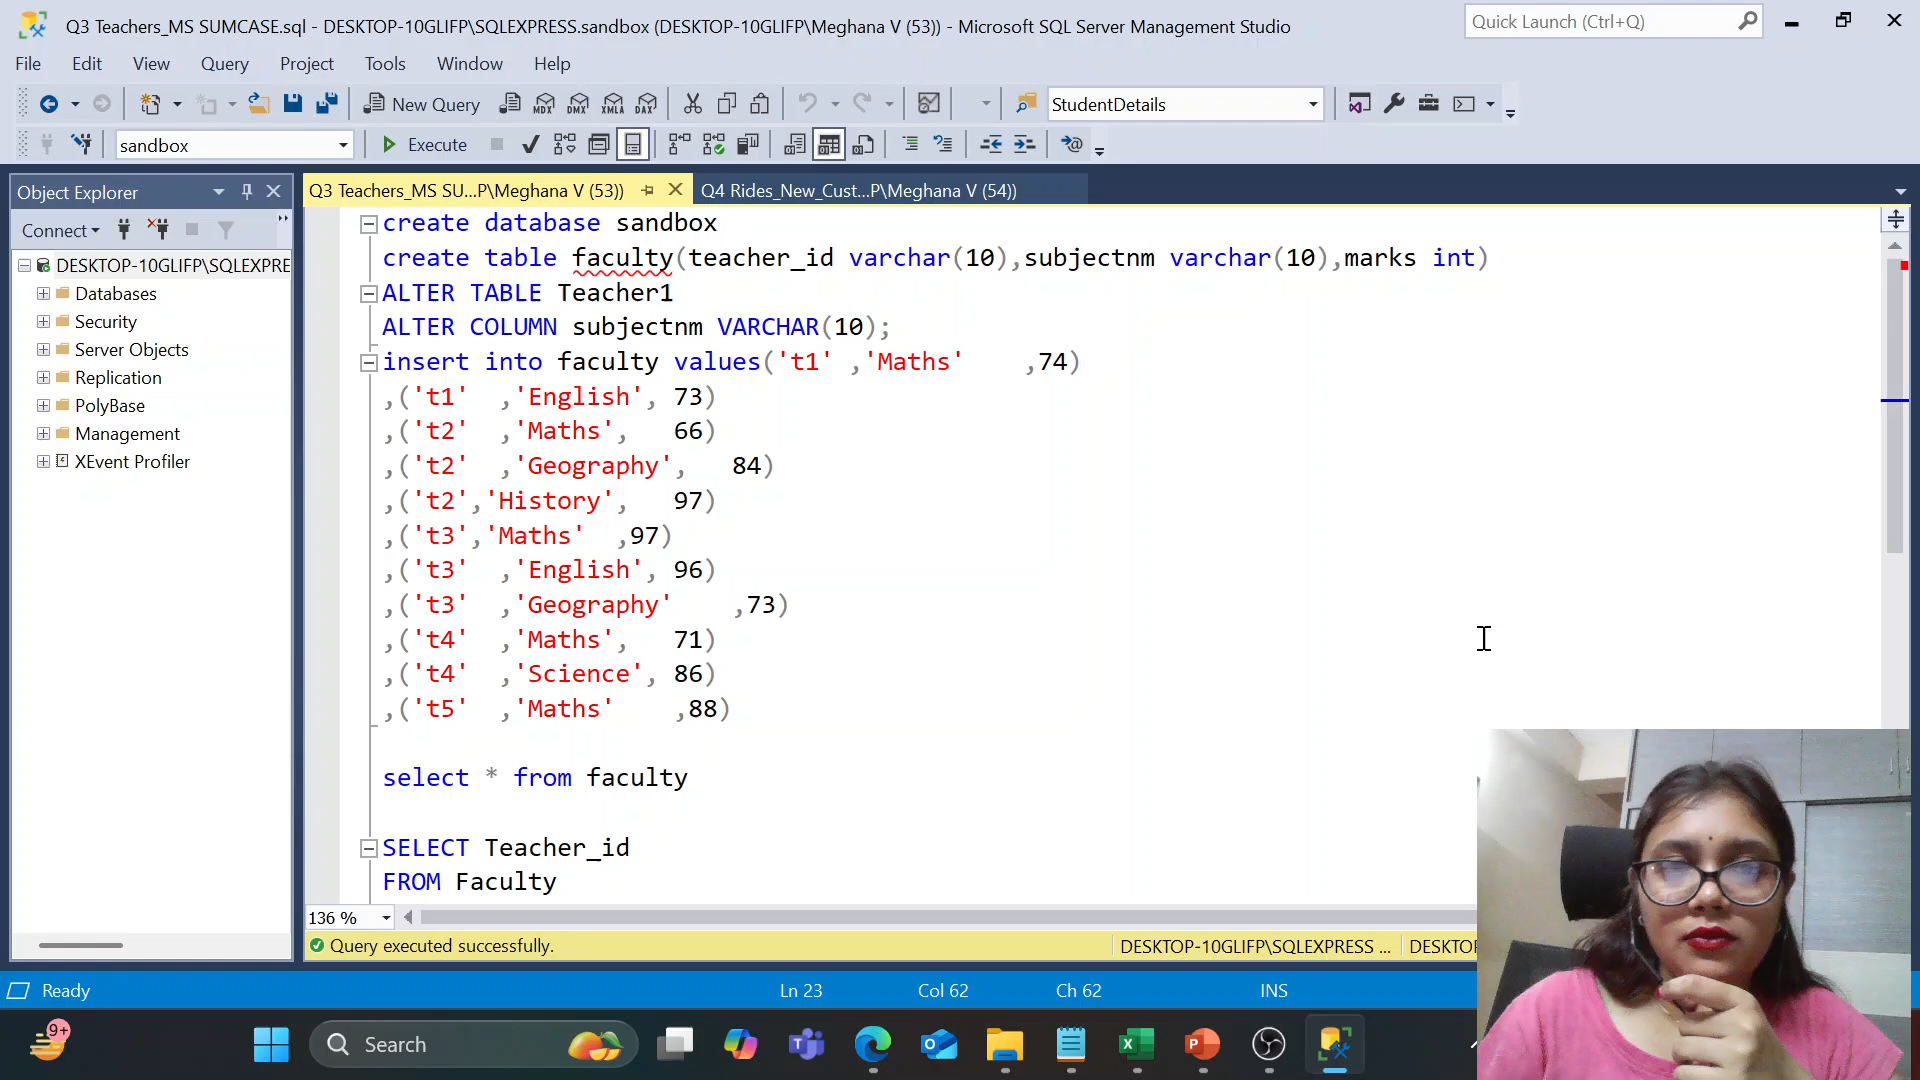 Q3 Teachers_MS SUMCASE.sql - DESKTOP-10GLIFP\SQLEXPRESS.sandbox (DESKTOP-10GLIFP\Meghana V (53)) - Microsoft SQL Server Management Studio
Quick Launch (Ctrl+Q)
File Edit View Query Project Tools Window Help
New Query
MDX DMX XMLA DAX
StudentDetails
sandbox
Execute
Object Explorer
Q3 Teachers_MS SU...P\Meghana V (53))
Q4 Rides_New_Cust...P\Meghana V (54))
Connect
DESKTOP-10GLIFP\SQLEXPRE
Databases
Security
Server Objects
Replication
PolyBase
Management
XEvent Profiler
create database sandbox
create table faculty(teacher_id varchar(10),subjectnm varchar(10),marks int)
ALTER TABLE Teacher1
ALTER COLUMN subjectnm VARCHAR(10);
insert into faculty values('t1' ,'Maths' ,74)
,('t1' ,'English', 73)
,('t2' ,'Maths', 66)
,('t2' ,'Geography', 84)
,('t2','History', 97)
,('t3','Maths' ,97)
,('t3' ,'English', 96)
,('t3' ,'Geography' ,73)
,('t4' ,'Maths', 71)
,('t4' ,'Science', 86)
,('t5' ,'Maths' ,88)
select * from faculty
SELECT Teacher_id
FROM Faculty
136 %
Query executed successfully.
DESKTOP-10GLIFP\SQLEXPRESS ...
DESKTO
Ready
Ln 23
Col 62
Ch 62
INS
9+
Search